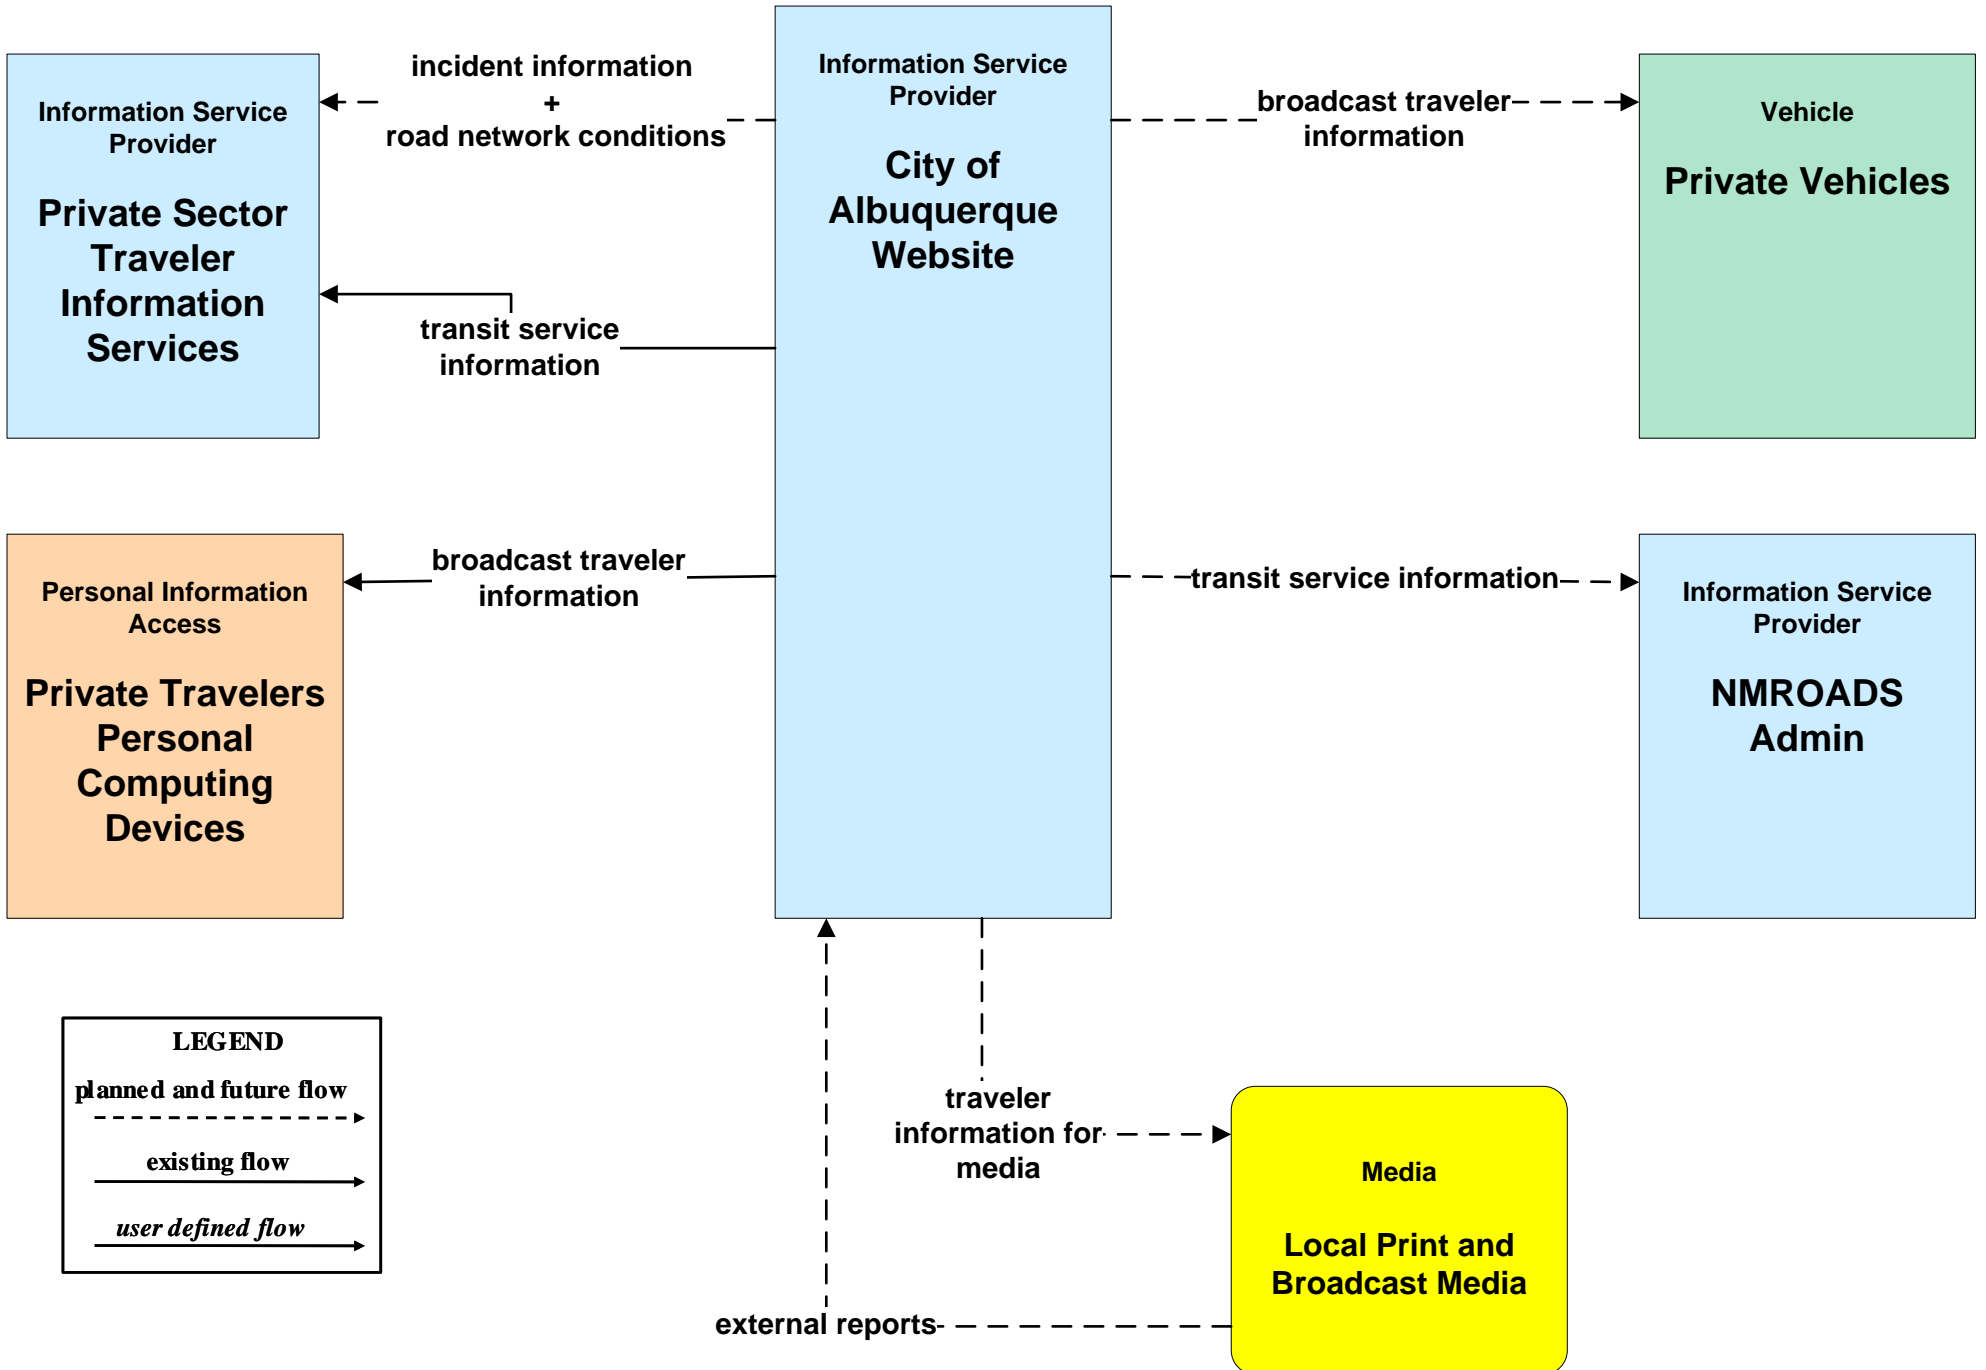 Information Service
Provider
Private Sector
Traveler
Information
Services
incident information
+
road network conditions
transit service
information
Information Service
Provider
City of
Albuquerque
Website
broadcast traveler
information
Vehicle
Private Vehicles
Personal Information
Access
Private Travelers
Personal
Computing
Devices
broadcast traveler
information
transit service information
Information Service
Provider
NMROADS
Admin
LEGEND
planned and future flow
existing flow
user defined flow
traveler
information for
media
Media
Local Print and
Broadcast Media
external reports